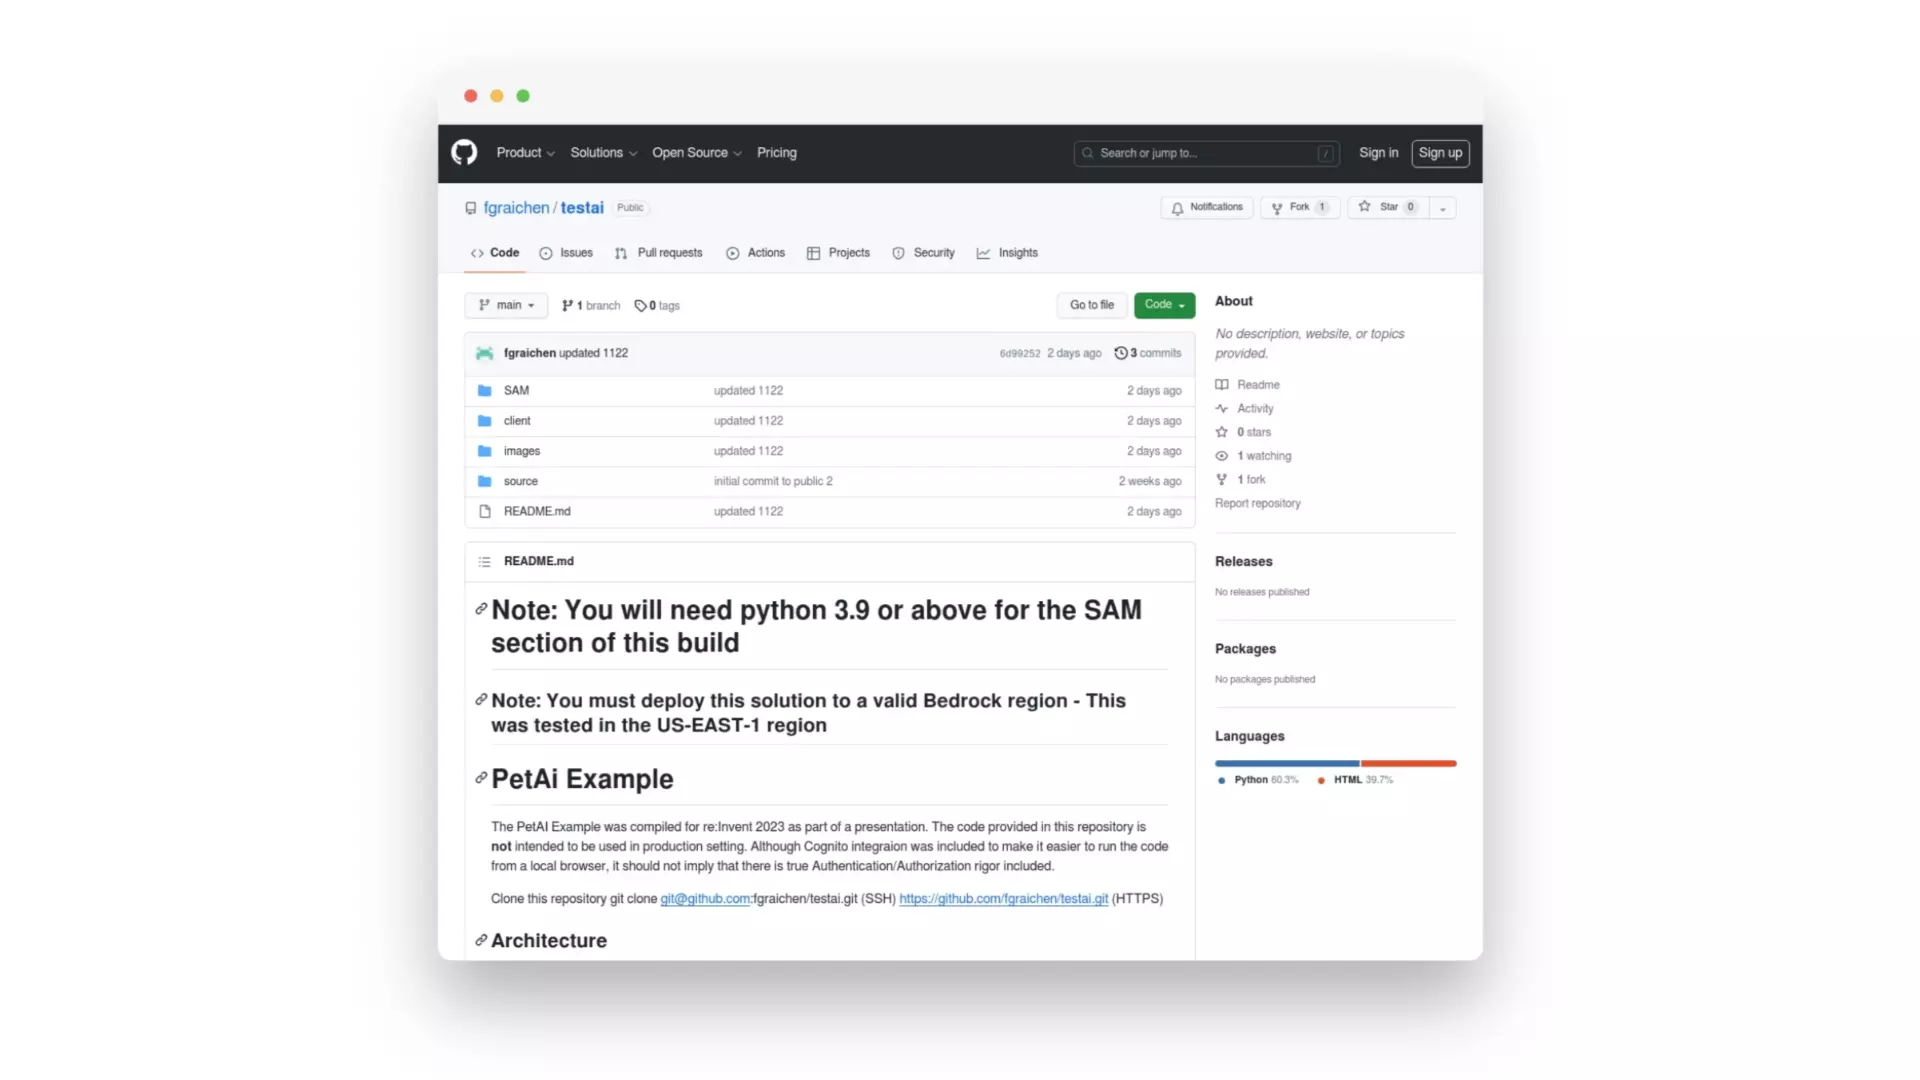 Product Solutions Open Source Pricing Search or jump to... / Sign in Sign up
fgraichen / testai Public Notifications Fork 1 Star 0
Code Issues Pull requests Actions Projects Security Insights
main 1 branch 0 tags Go to file Code
fgraichen updated 1122 6d99252 2 days ago 3 commits
SAM updated 1122 2 days ago
client updated 1122 2 days ago
images updated 1122 2 days ago
source initial commit to public 2 2 weeks ago
README.md updated 1122 2 days ago
README.md
Note: You will need python 3.9 or above for the SAM
section of this build
Note: You must deploy this solution to a valid Bedrock region - This
was tested in the US-EAST-1 region
PetAi Example
The PetAI Example was compiled for re:Invent 2023 as part of a presentation. The code provided in this repository is
not intended to be used in production setting. Although Cognito integraion was included to make it easier to run the code
from a local browser, it should not imply that there is true Authentication/Authorization rigor included.
Clone this repository git clone git@github.com:fgraichen/testai.git (SSH) https://github.com/fgraichen/testai.git (HTTPS)
Architecture
About
No description, website, or topics
provided.
Readme
Activity
0 stars
1 watching
1 fork
Report repository
Releases
No releases published
Packages
No packages published
Languages
Python 60.3% HTML 39.7%